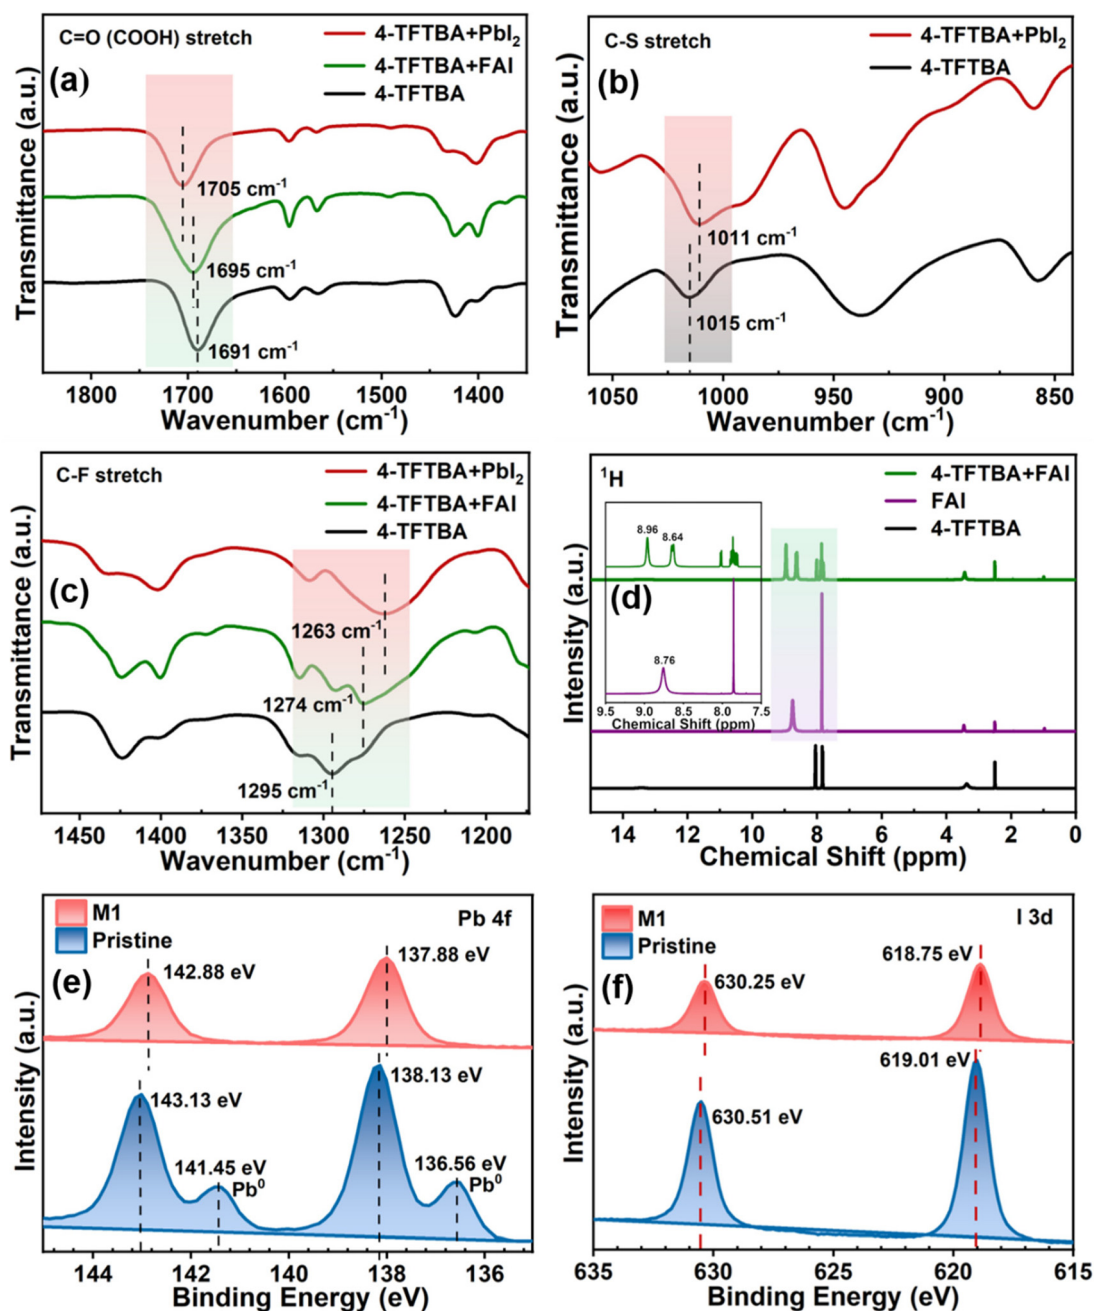 C=O (COOH) stretch
4-TFTBA+PbI₂
4-TFTBA+FAI
4-TFTBA
(a)
1705 cm⁻¹
1695 cm⁻¹
1691 cm⁻¹
Transmittance (a.u.)
1800 1700 1600 1500 1400
Wavenumber (cm⁻¹)
C-S stretch
4-TFTBA+PbI₂
4-TFTBA
(b)
1011 cm⁻¹
1015 cm⁻¹
Transmittance (a.u.)
1050 1000 950 900 850
Wavenumber (cm⁻¹)
C-F stretch
4-TFTBA+PbI₂
4-TFTBA+FAI
4-TFTBA
(c)
1263 cm⁻¹
1274 cm⁻¹
1295 cm⁻¹
Transmittance (a.u.)
1450 1400 1350 1300 1250 1200
Wavenumber (cm⁻¹)
¹H
4-TFTBA+FAI
FAI
4-TFTBA
8.96
8.64
(d)
8.76
9.5 9.0 8.5 8.0 7.5
Chemical Shift (ppm)
Intensity (a.u.)
14 12 10 8 6 4 2 0
Chemical Shift (ppm)
M1
Pristine
Pb 4f
(e)
142.88 eV
137.88 eV
143.13 eV
138.13 eV
141.45 eV
Pb⁰
136.56 eV
Pb⁰
Intensity (a.u.)
144 142 140 138 136
Binding Energy (eV)
M1
Pristine
I 3d
(f)
630.25 eV
618.75 eV
619.01 eV
630.51 eV
Intensity (a.u.)
635 630 625 620 615
Binding Energy (eV)